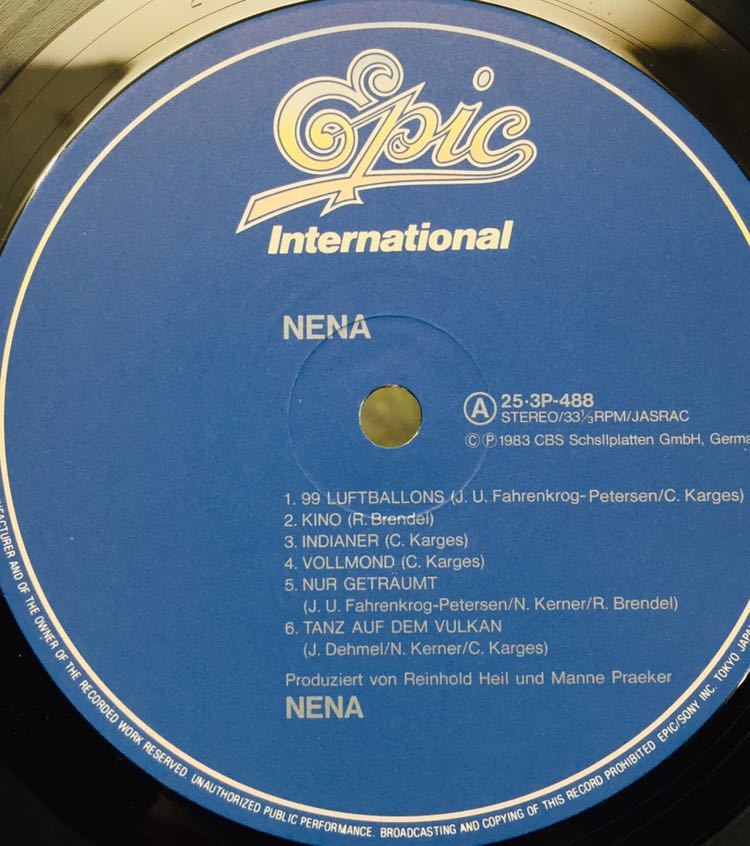 Epic
International
NENA
A 25·3P-488
STEREO/33⅓RPM/JASRAC
©℗1983 CBS Schsllplatten GmbH,
1. 99 LUFTBALLONS (J. U. Fahrenkrog-Petersen/C. Karges)
2. KINO (R. Brendel)
3. INDIANER (C. Karges)
4. VOLLMOND (C. Karges)
5. NUR GETRÄUMT
(J. U. Fahrenkrog-Petersen/N. Kerner/R. Brendel)
6. TANZ AUF DEM VULKAN
(J. Dehmel/N. Kerner/C. Karges)
Produziert von Reinhold Heil und Manne Praeker
NENA
AND OF THE OWNER OF THE RECORDED WORK RESERVED. UNAUTHORIZED PUBLIC PERFORMANCE. BROADCASTING AND COPYING OF THIS RECORD PROHIBITED EPIC/SONY INC. TOKYO JAPAN